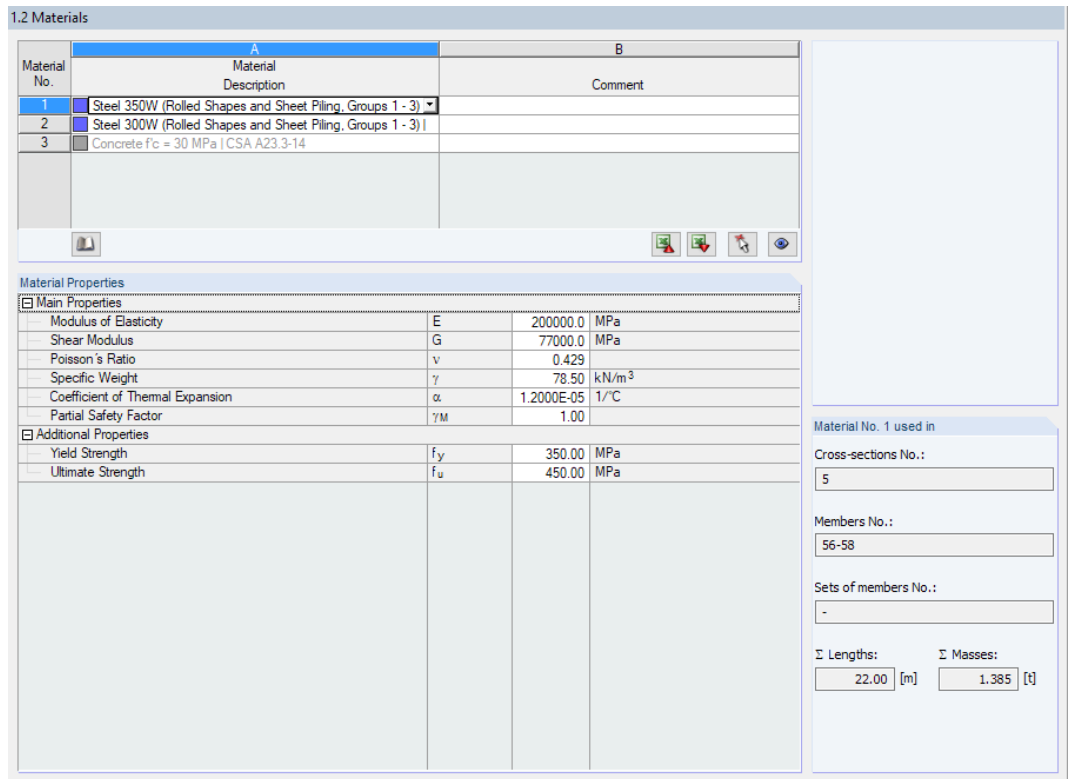 1.2 Materials
A B
Material No. Material Description Comment
1 Steel 350W (Rolled Shapes and Sheet Piling, Groups 1 - 3)
2 Steel 300W (Rolled Shapes and Sheet Piling, Groups 1 - 3) |
3 Concrete f'c = 30 MPa | CSA A23.3-14
Material Properties
Main Properties
Modulus of Elasticity E 200000.0 MPa
Shear Modulus G 77000.0 MPa
Poisson´s Ratio ν 0.429
Specific Weight γ 78.50 kN/m³
Coefficient of Thermal Expansion α 1.2000E-05 1/°C
Partial Safety Factor γM 1.00
Additional Properties
Yield Strength fy 350.00 MPa
Ultimate Strength fu 450.00 MPa
Material No. 1 used in
Cross-sections No.:
5
Members No.:
56-58
Sets of members No.:
-
Σ Lengths: Σ Masses:
22.00 [m] 1.385 [t]